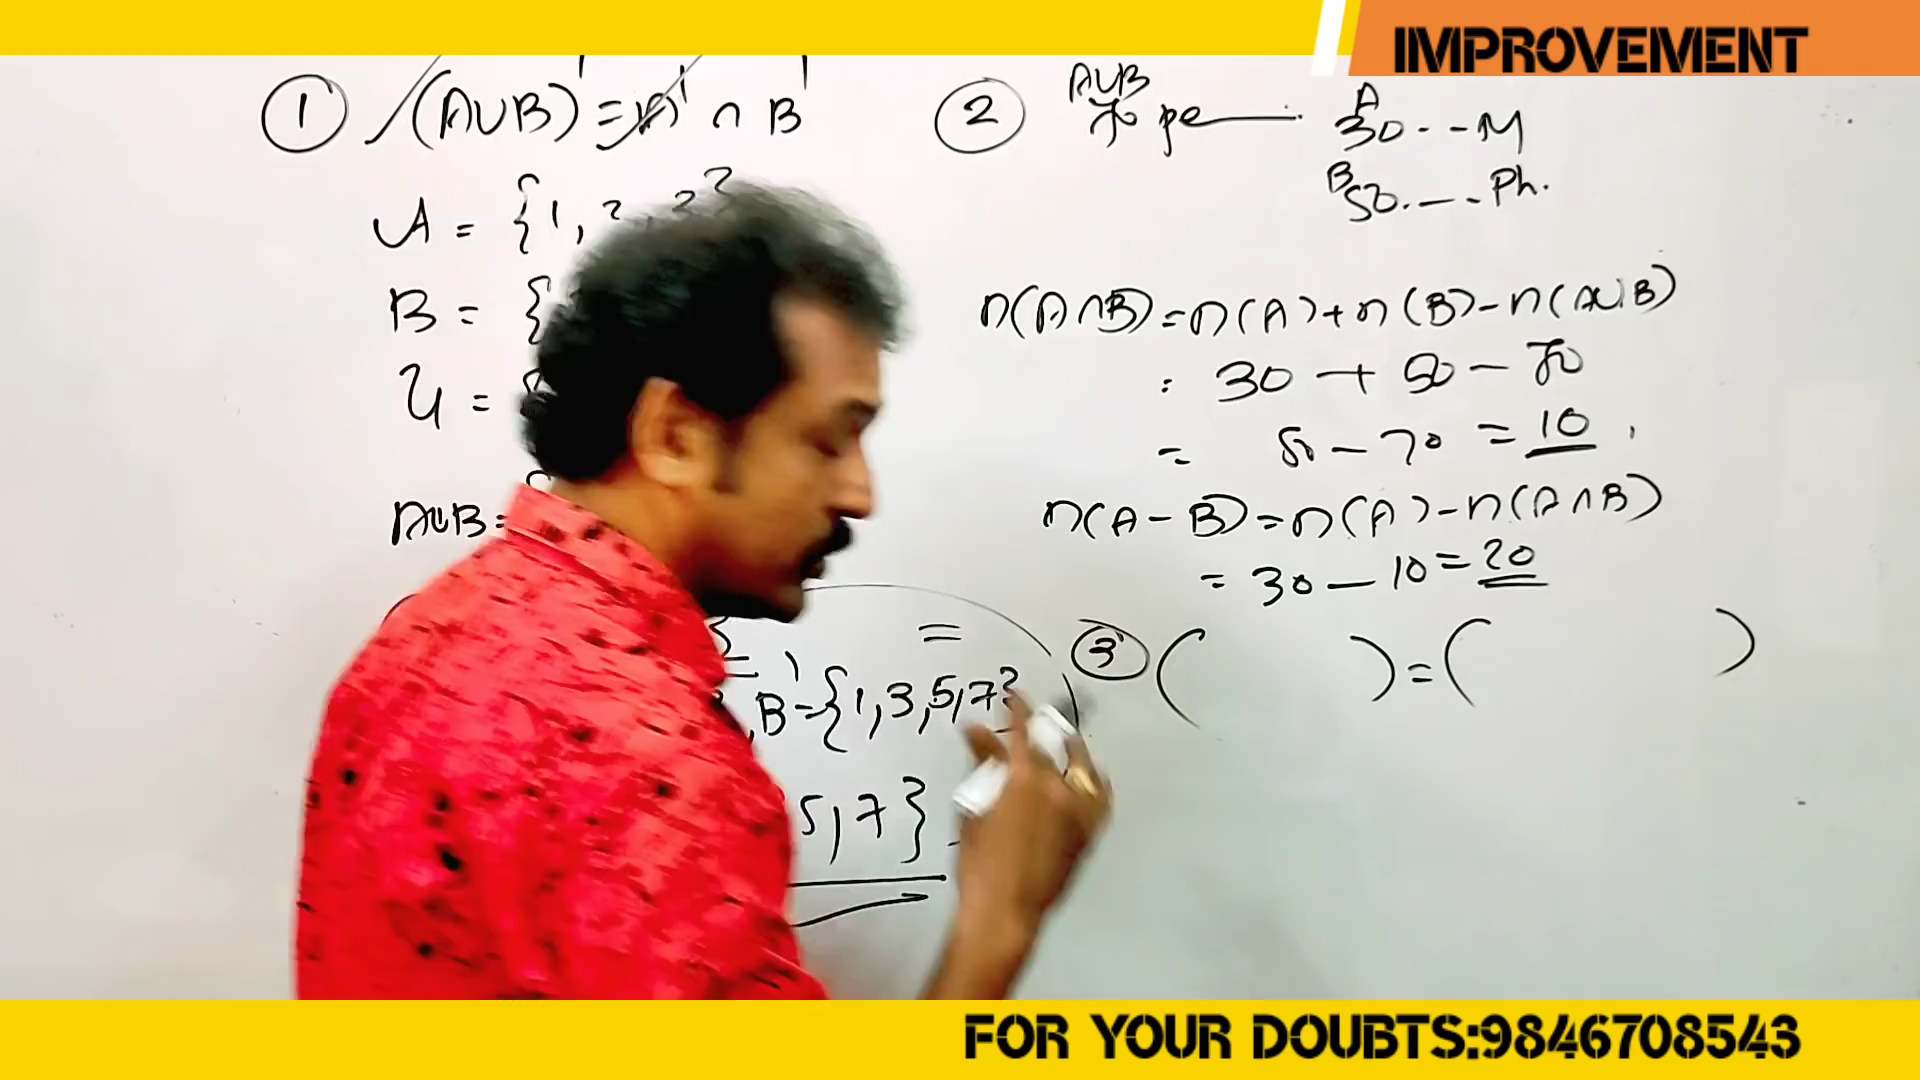 IMPROVEMENT
① (A∪B)' = A' ∩ B'
A = {1, 2, 3
B = {
U =
A∪B =
=
, B' = {1,3,5,7}
5,7}
② A∪B
70 pe
A
30 -- M
B
50. -- Ph.
n(A∩B) = n(A) + n(B) - n(A∪B)
: 30 + 50 - 70
= 80 - 70 = 10
n(A - B) = n(A) - n(A∩B)
= 30 - 10 = 20
③ ( ) = ( )
FOR YOUR DOUBTS:9846708543